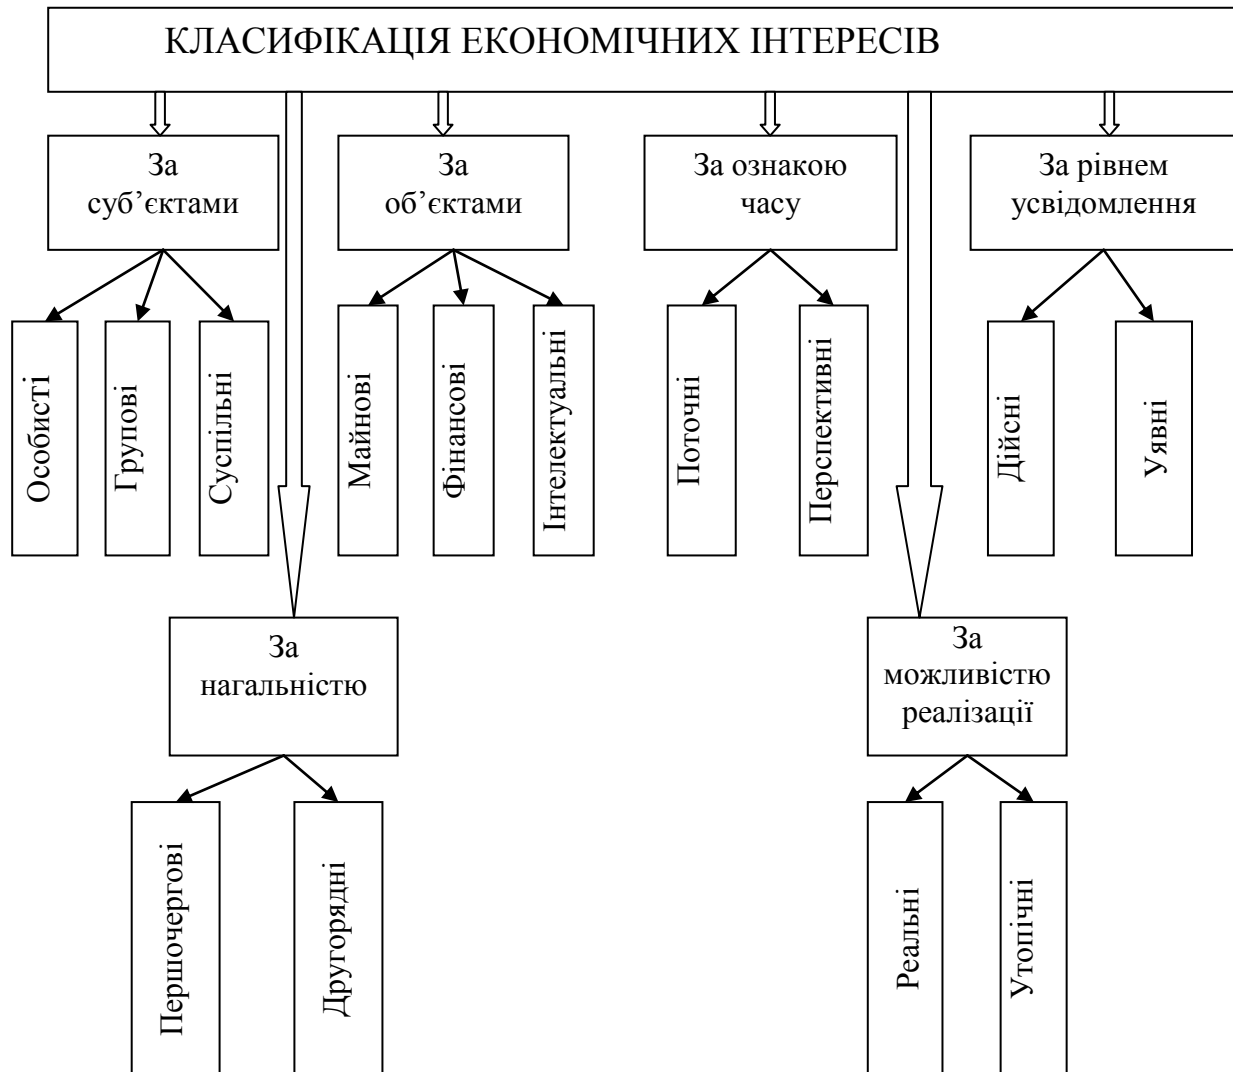 КЛАСИФІКАЦІЯ ЕКОНОМІЧНИХ ІНТЕРЕСІВ
За
суб’єктами
За
об’єктами
За ознакою
часу
За рівнем
усвідомлення
Особисті
Групові
Суспільні
Майнові
Фінансові
Інтелектуальні
Поточні
Перспективні
Дійсні
Уявні
За
нагальністю
За
можливістю
реалізації
Першочергові
Другорядні
Реальні
Утопічні